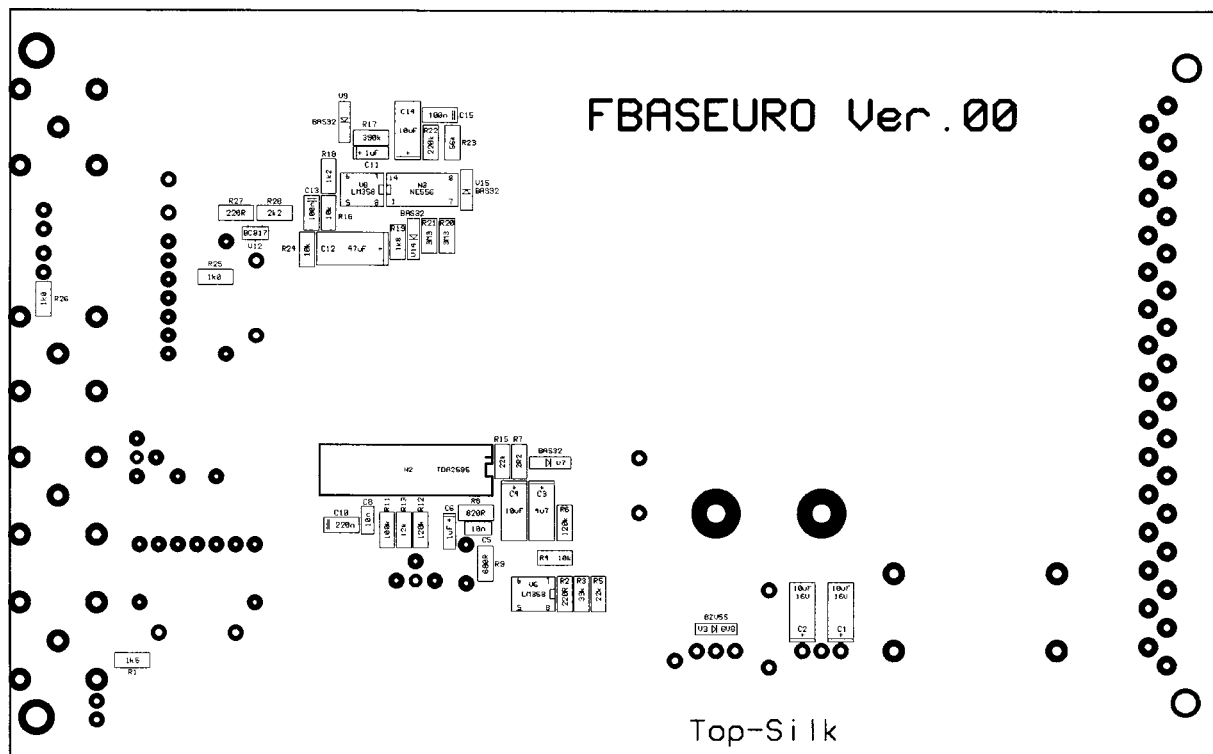 FBASEURO Ver.00
V9
BAS32
C14
10uF
100n C15
R17
390k
1uF
C11
R22
220k
56k
R23
R18
1k2
V8
LM358
N3
NE556
V15
BAS32
R27
220R
R28
2k2
C13
100n
10k
R16
BAS32
BC817
V12
R24
10k
C12 47uF
R19
1k8
V14
R21
3M3
R20
3M3
R25
1k0
1k0
R26
R15
22k
R7
2R2
BAS32
V7
N2 TDA2595
C4
10uF
C3
4u7
C10
220n
C8
10n
R11
100k
R13
12k
R12
120k
C6
1uF
R8
820R
10n
C5
680R
R9
R6
120k
R4 10k
V6
LM358
R2
220R
R3
33k
R5
22k
BZV55
V3 6V8
10uF
16V
C2
10uF
16V
C1
1k5
R1
Top-Silk